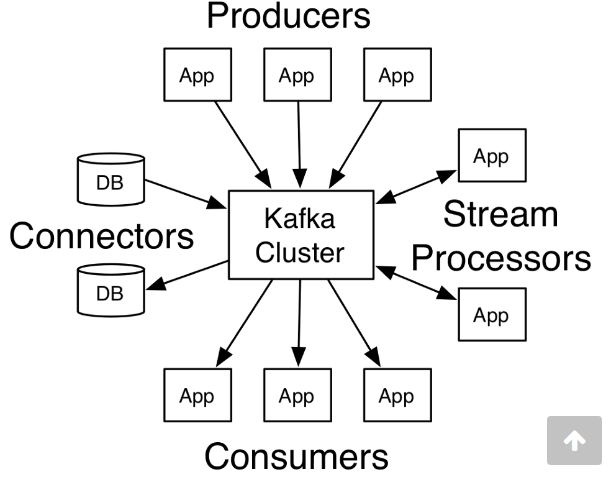 Producers
App
App
App
DB
App
Kafka
Cluster
Connectors
Stream
Processors
DB
App
App
App
App
Consumers